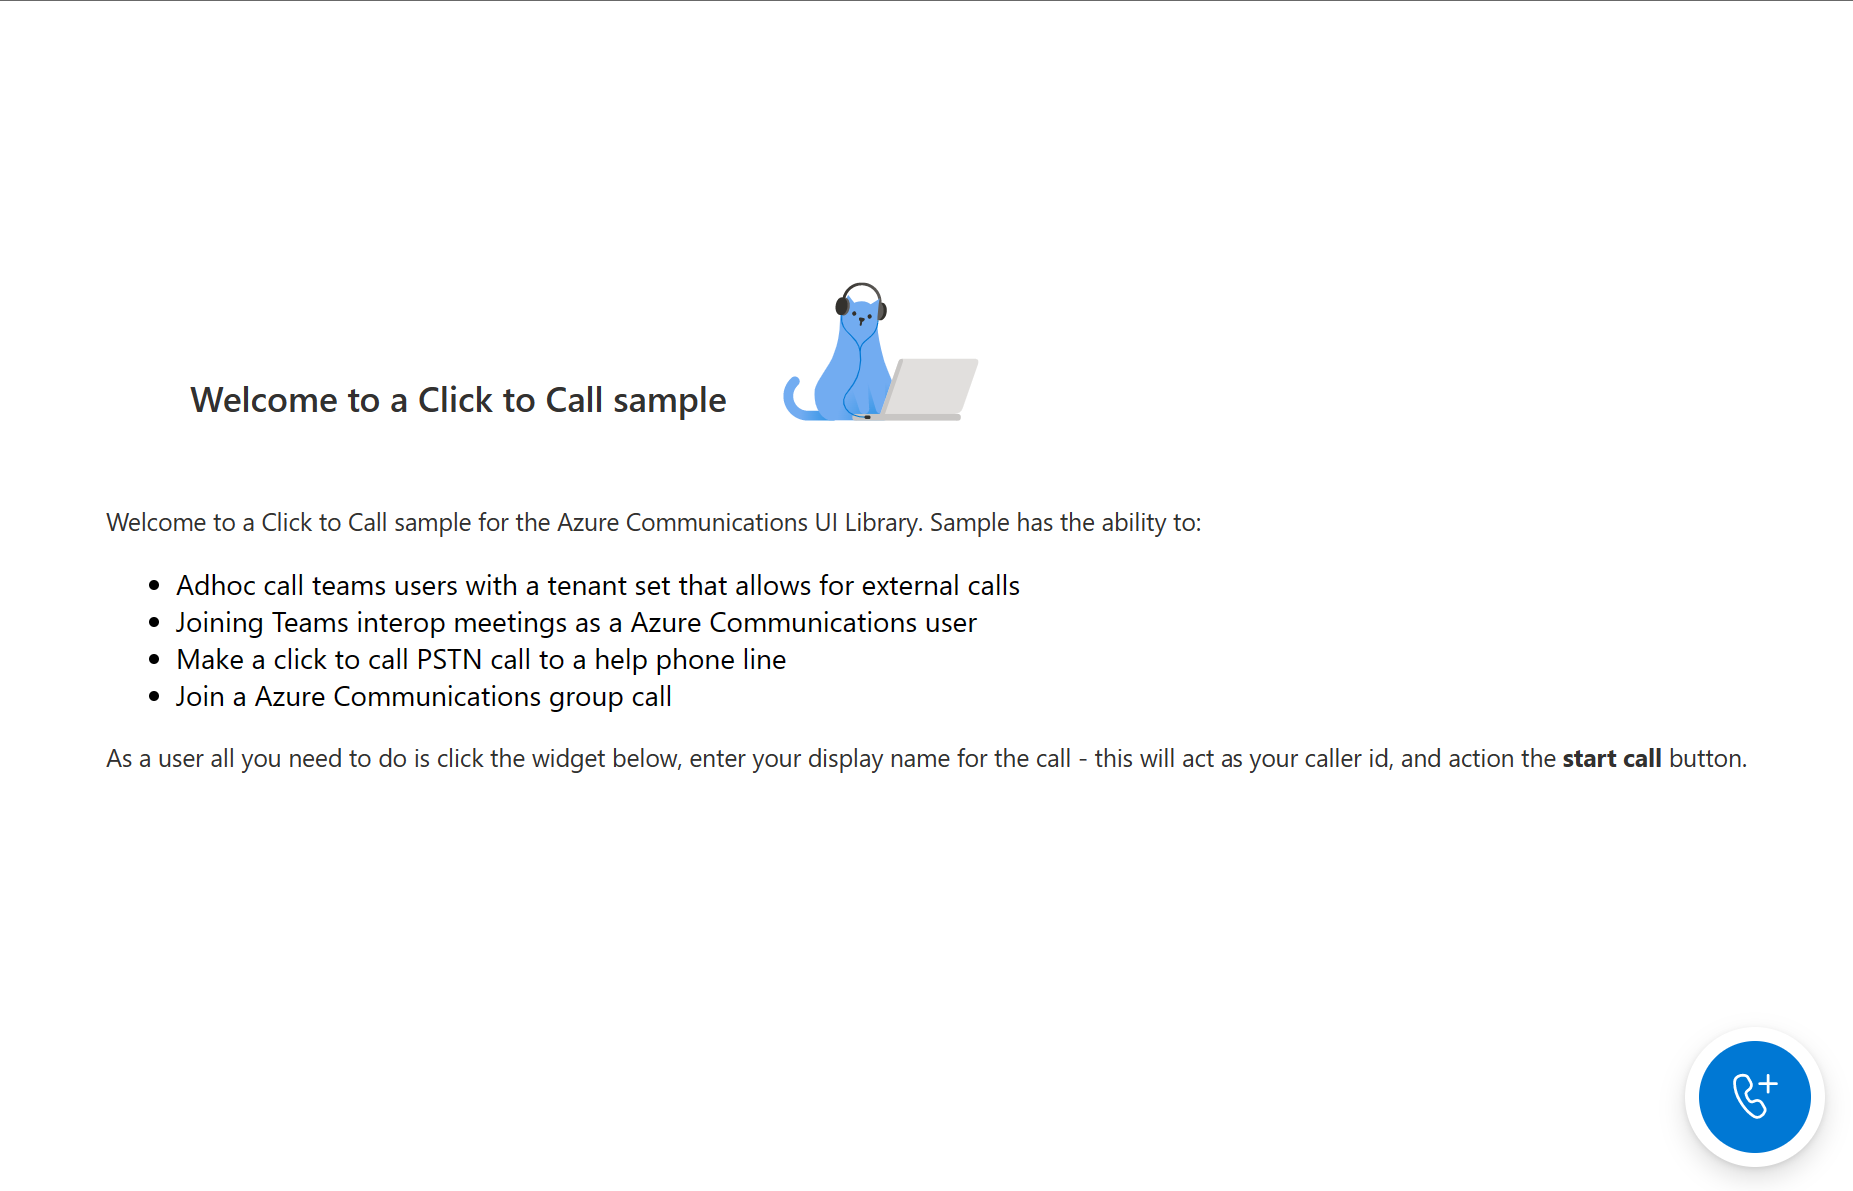 Welcome to a Click to Call sample
Welcome to a Click to Call sample for the Azure Communications UI Library. Sample has the ability to:
Adhoc call teams users with a tenant set that allows for external calls
Joining Teams interop meetings as a Azure Communications user
Make a click to call PSTN call to a help phone line
Join a Azure Communications group call
As a user all you need to do is click the widget below, enter your display name for the call - this will act as your caller id, and action the start call button.